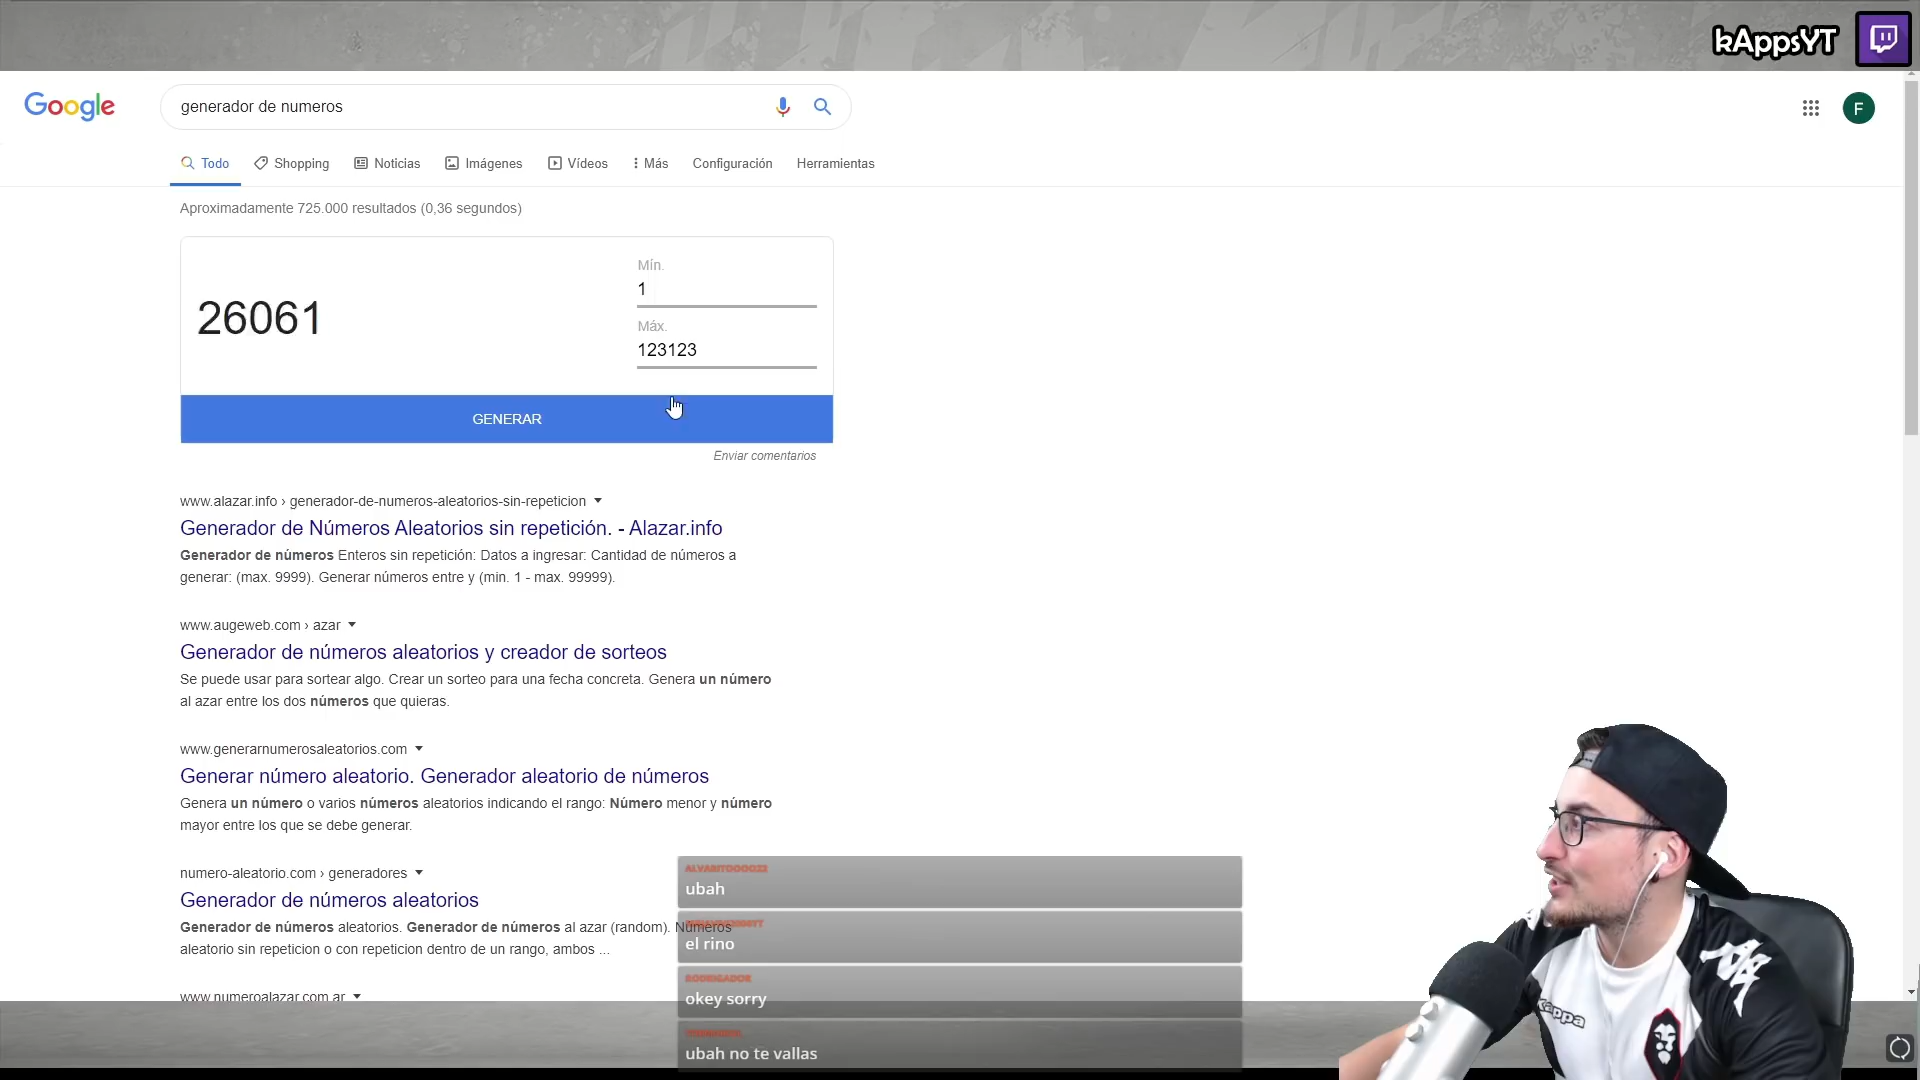 kAppsYT
Google
generador de numeros
F
Todo
Shopping
Noticias
Imágenes
Vídeos
Más
Configuración
Herramientas
Aproximadamente 725.000 resultados (0,36 segundos)
26061
Mín.
1
Máx.
123123
GENERAR
Enviar comentarios
www.alazar.info › generador-de-numeros-aleatorios-sin-repeticion
Generador de Números Aleatorios sin repetición. - Alazar.info
Generador de números Enteros sin repetición: Datos a ingresar: Cantidad de números a
generar: (max. 9999). Generar números entre y (min. 1 - max. 99999).
www.augeweb.com › azar
Generador de números aleatorios y creador de sorteos
Se puede usar para sortear algo. Crear un sorteo para una fecha concreta. Genera un número
al azar entre los dos números que quieras.
www.generarnumerosaleatorios.com
Generar número aleatorio. Generador aleatorio de números
Genera un número o varios números aleatorios indicando el rango: Número menor y número
mayor entre los que se debe generar.
numero-aleatorio.com › generadores
Generador de números aleatorios
Generador de números aleatorios. Generador de números al azar (random). Números
aleatorio sin repeticion o con repeticion dentro de un rango, ambos ...
www.numeroalazar.com.ar
ubah
el rino
RODRIGADOR
okey sorry
ubah no te vallas
Kappa